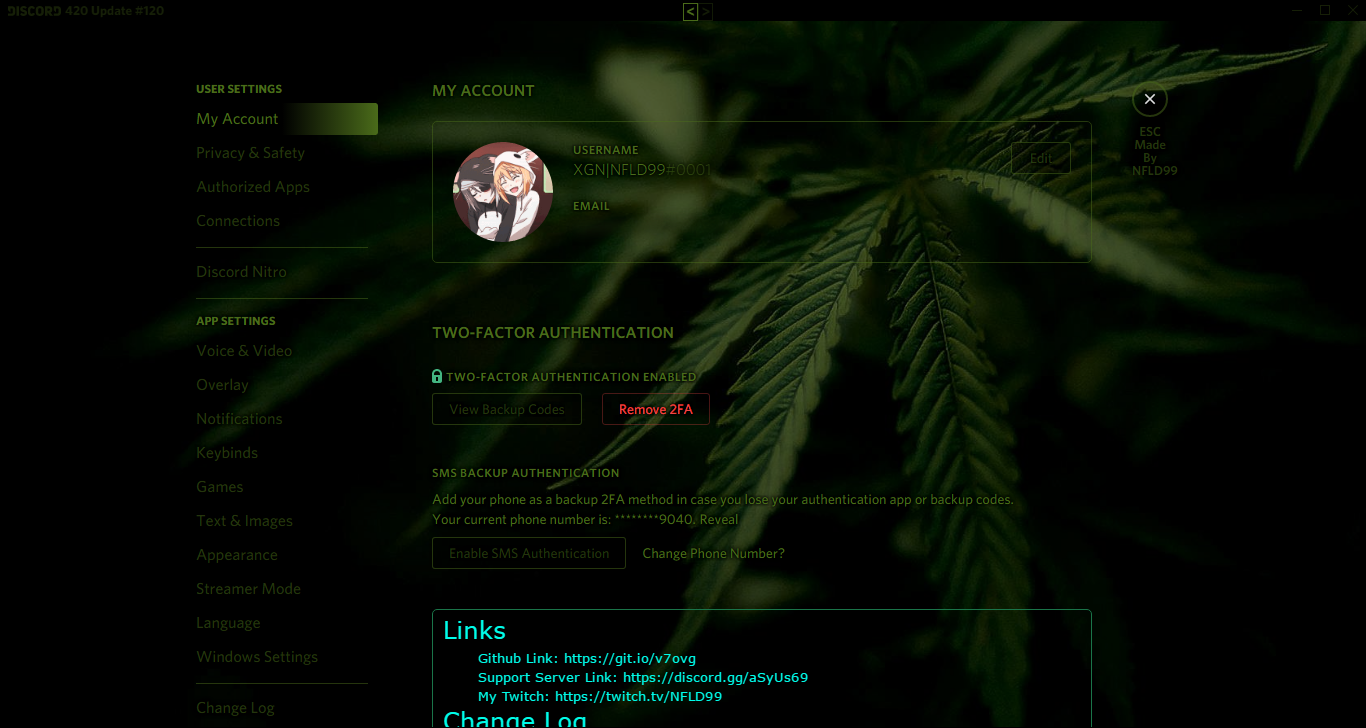 DISCORD 420 Update #120
< >
USER SETTINGS
My Account
Privacy & Safety
Authorized Apps
Connections
Discord Nitro
APP SETTINGS
Voice & Video
Overlay
Notifications
Keybinds
Games
Text & Images
Appearance
Streamer Mode
Language
Windows Settings
Change Log
MY ACCOUNT
USERNAME
XGN|NFLD99#0001
Edit
EMAIL
ESC
Made
By
NFLD99
TWO-FACTOR AUTHENTICATION
TWO-FACTOR AUTHENTICATION ENABLED
View Backup Codes
Remove 2FA
SMS BACKUP AUTHENTICATION
Add your phone as a backup 2FA method in case you lose your authentication app or backup codes.
Your current phone number is: ********9040. Reveal
Enable SMS Authentication
Change Phone Number?
Links
Github Link: https://git.io/v7ovg
Support Server Link: https://discord.gg/aSyUs69
My Twitch: https://twitch.tv/NFLD99
Change Log